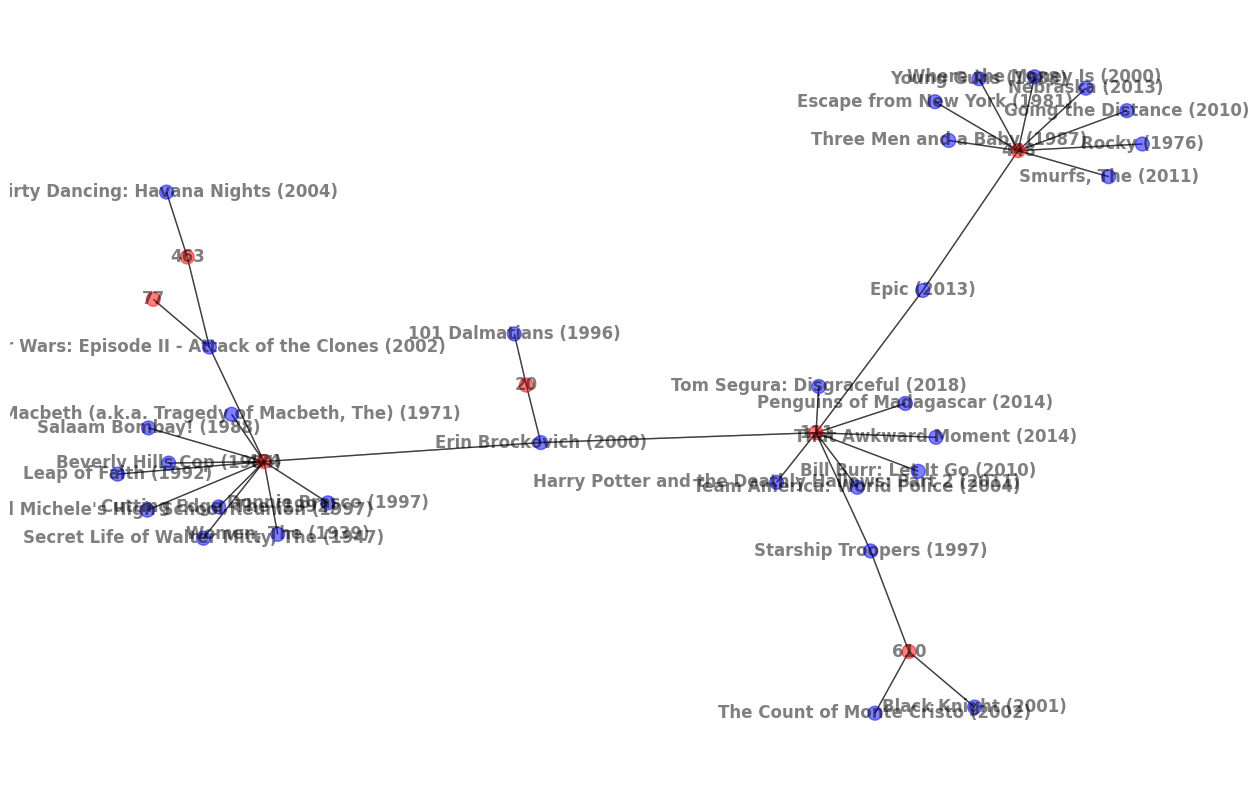 Where the Money Is (2000)
Young Guns (1988)
Nebraska (2013)
Escape from New York (1981)
Going the Distance (2010)
Three Men and a Baby (1987)
Rocky (1976)
Smurfs, The (2011)
irty Dancing: Havana Nights (2004)
463
77
Epic (2013)
101 Dalmatians (1996)
Wars: Episode II - Attack of the Clones (2002)
20
Tom Segura: Disgraceful (2018)
Penguins of Madagascar (2014)
Macbeth (a.k.a. Tragedy of Macbeth, The) (1971)
Salaam Bombay! (1988)
That Awkward Moment (2014)
Erin Brockovich (2000)
Beverly Hills Cop
Leap of Faith (1992)
Bill Burr: Let It Go (2010)
Harry Potter and the Deathly Hallows: Part 2 (2011)
Team America: World Police (2004)
Donnie Brasco (1997)
Cutting Edge, The (1992)
Michele's High School Reunion (1997)
Women, The (1939)
Secret Life of Walter Mitty, The (1947)
Starship Troopers (1997)
610
Black Knight (2001)
The Count of Monte Cristo (2002)